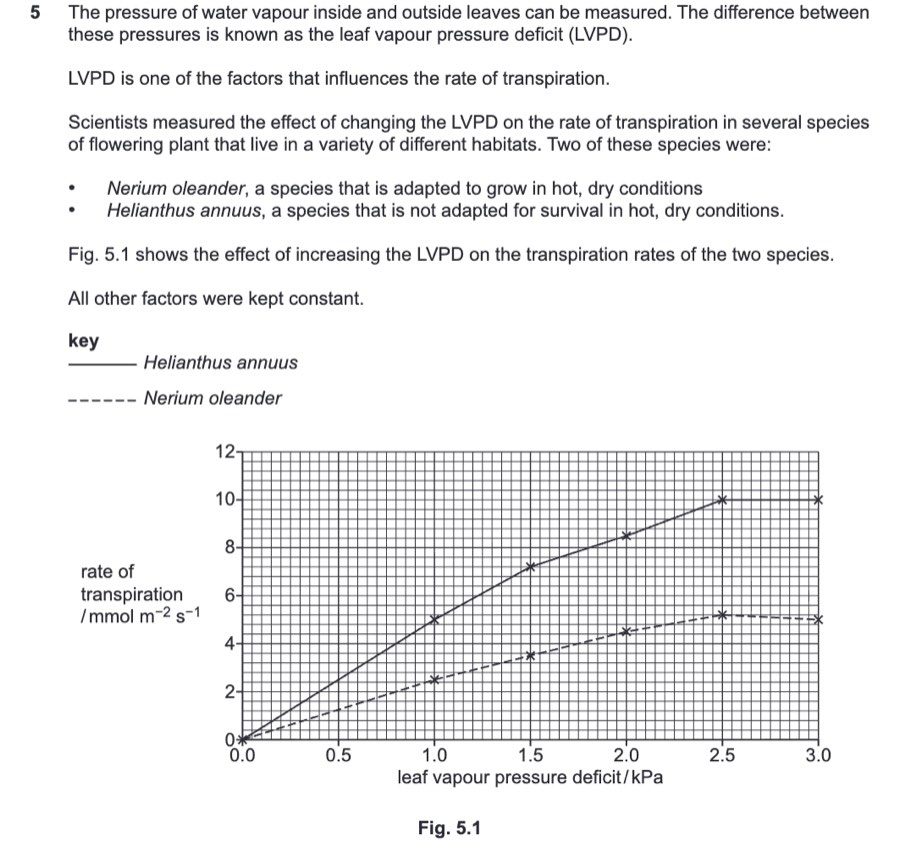 5 The pressure of water vapour inside and outside leaves can be measured. The difference between
these pressures is known as the leaf vapour pressure deficit (LVPD).
LVPD is one of the factors that influences the rate of transpiration.
Scientists measured the effect of changing the LVPD on the rate of transpiration in several species
of flowering plant that live in a variety of different habitats. Two of these species were:
• Nerium oleander, a species that is adapted to grow in hot, dry conditions
• Helianthus annuus, a species that is not adapted for survival in hot, dry conditions.
Fig. 5.1 shows the effect of increasing the LVPD on the transpiration rates of the two species.
All other factors were kept constant.
key
Helianthus annuus
Nerium oleander
12
10
8
rate of
transpiration
/ mmol m⁻² s⁻¹
6
4
2
0
0.0 0.5 1.0 1.5 2.0 2.5 3.0
leaf vapour pressure deficit / kPa
Fig. 5.1